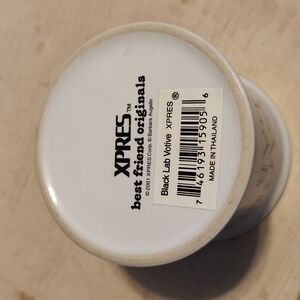 XPRES™
best friend originals
© 2001 XPRES Corp. © Barbara Augello
Black Lab Votive XPRES ®
7 46193 15905 6
MADE IN THAILAND